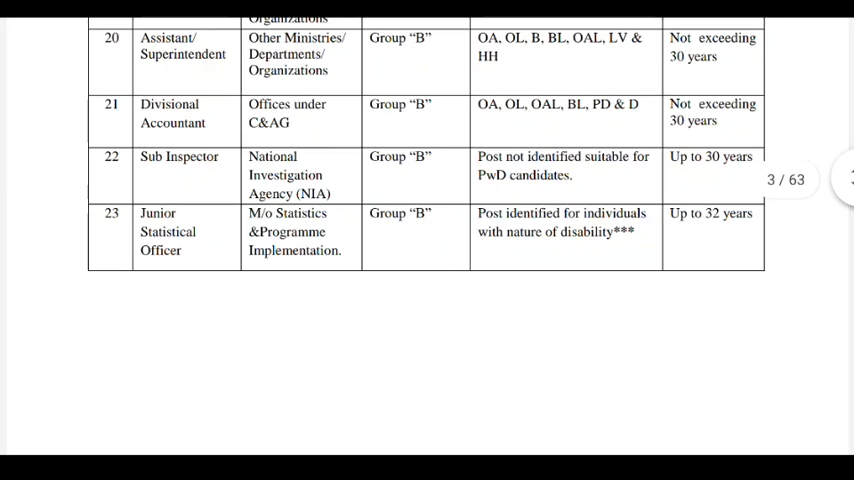 Organizations
20 Assistant/ Other Ministries/ Group “B” OA, OL, B, BL, OAL, LV & Not exceeding
Superintendent Departments/ HH 30 years
Organizations
21 Divisional Offices under Group “B” OA, OL, OAL, BL, PD & D Not exceeding
Accountant C&AG 30 years
22 Sub Inspector National Group “B” Post not identified suitable for Up to 30 years
Investigation PwD candidates.
Agency (NIA)
3 / 63
23 Junior M/o Statistics Group “B” Post identified for individuals Up to 32 years
Statistical &Programme with nature of disability***
Officer Implementation.